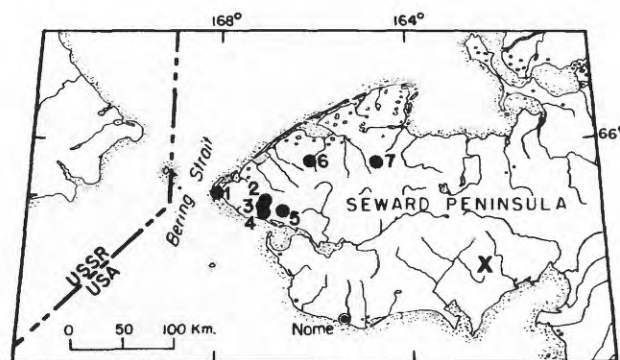 168°
164°
66°
Bering Strait
1
2
3
4
5
6
7
SEWARD PENINSULA
X
USSR
USA
0 50 100 Km.
Nome